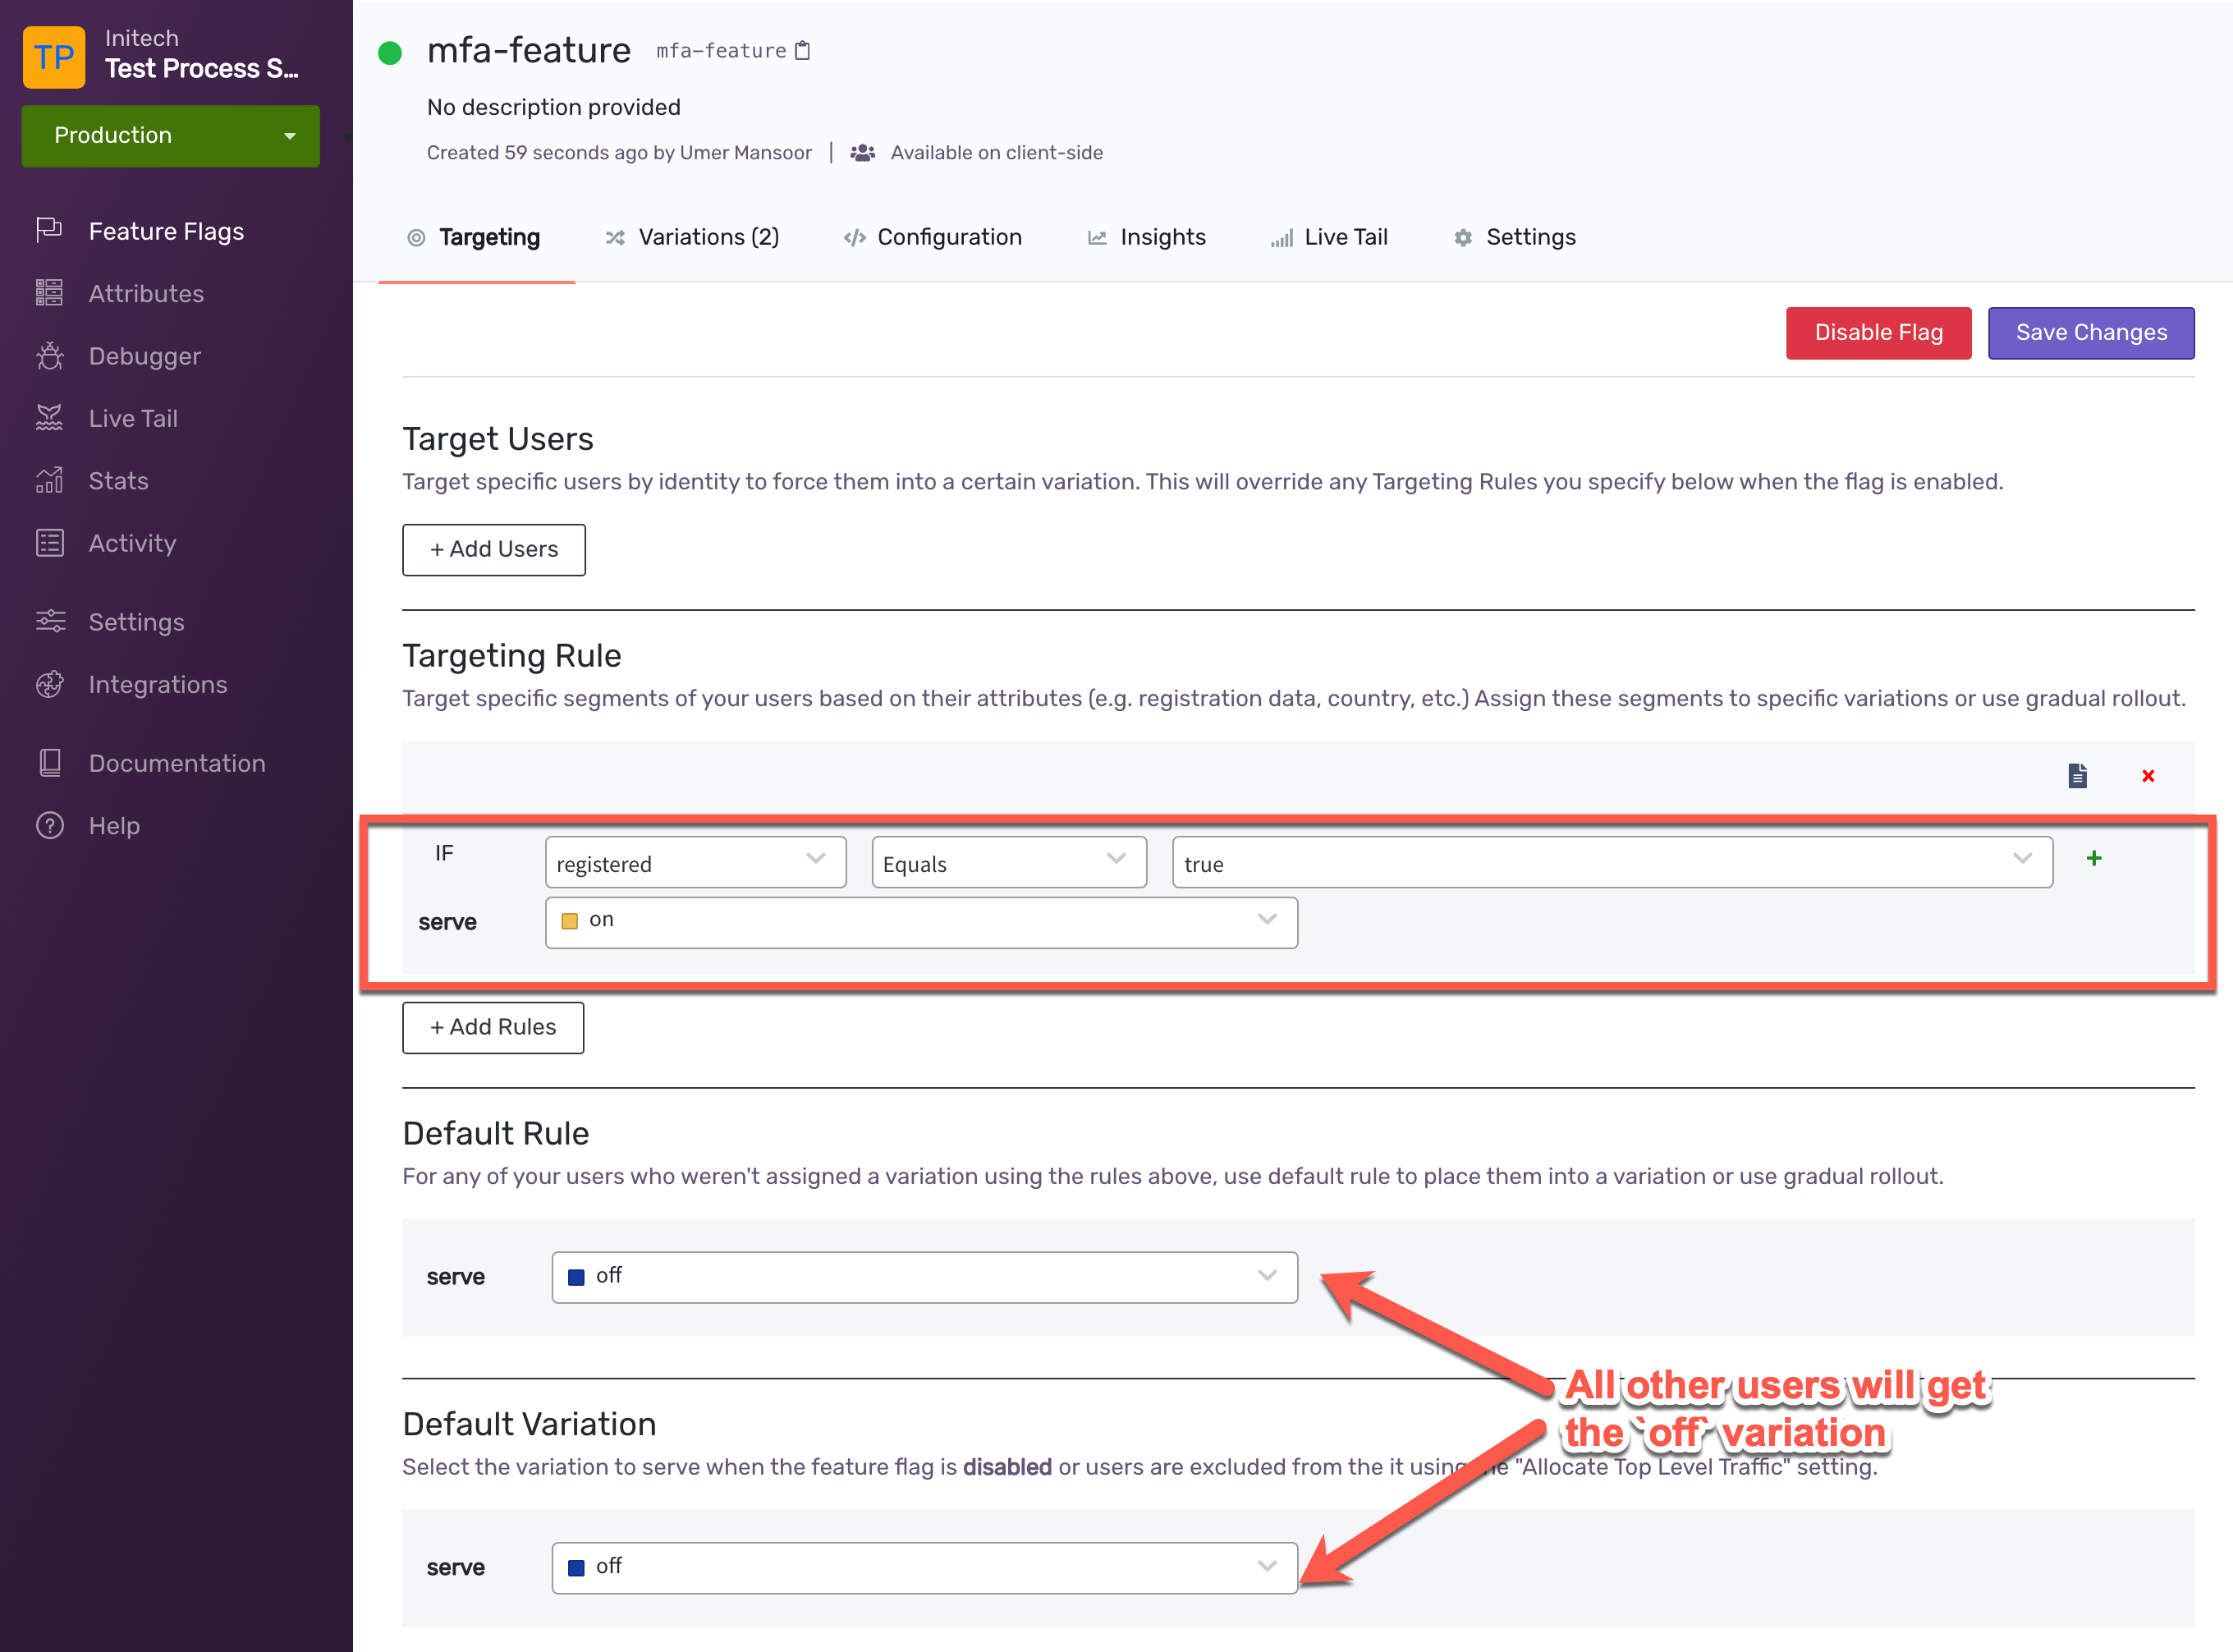 TP
Initech
Test Process S...
Production
Feature Flags
Attributes
Debugger
Live Tail
Stats
Activity
Settings
Integrations
Documentation
Help
mfa-feature mfa-feature
No description provided
Created 59 seconds ago by Umer Mansoor | Available on client-side
Targeting Variations (2) Configuration Insights Live Tail Settings
Disable Flag Save Changes
Target Users
Target specific users by identity to force them into a certain variation. This will override any Targeting Rules you specify below when the flag is enabled.
+ Add Users
Targeting Rule
Target specific segments of your users based on their attributes (e.g. registration data, country, etc.) Assign these segments to specific variations or use gradual rollout.
IF registered Equals true +
serve on
+ Add Rules
Default Rule
For any of your users who weren't assigned a variation using the rules above, use default rule to place them into a variation or use gradual rollout.
serve off
All other users will get
the `off` variation
Default Variation
Select the variation to serve when the feature flag is disabled or users are excluded from the it using the "Allocate Top Level Traffic" setting.
serve off